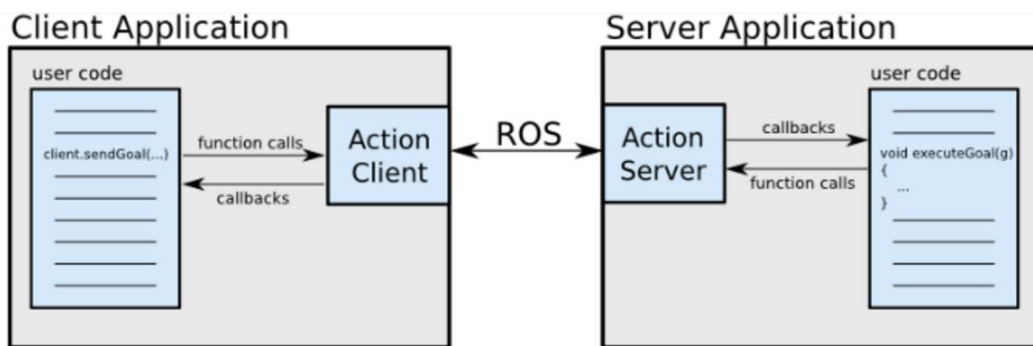 Client Application
user code
client.sendGoal(...)
function calls
callbacks
Action
Client
ROS
Server Application
Action
Server
callbacks
function calls
user code
void executeGoal(g)
{
...
}